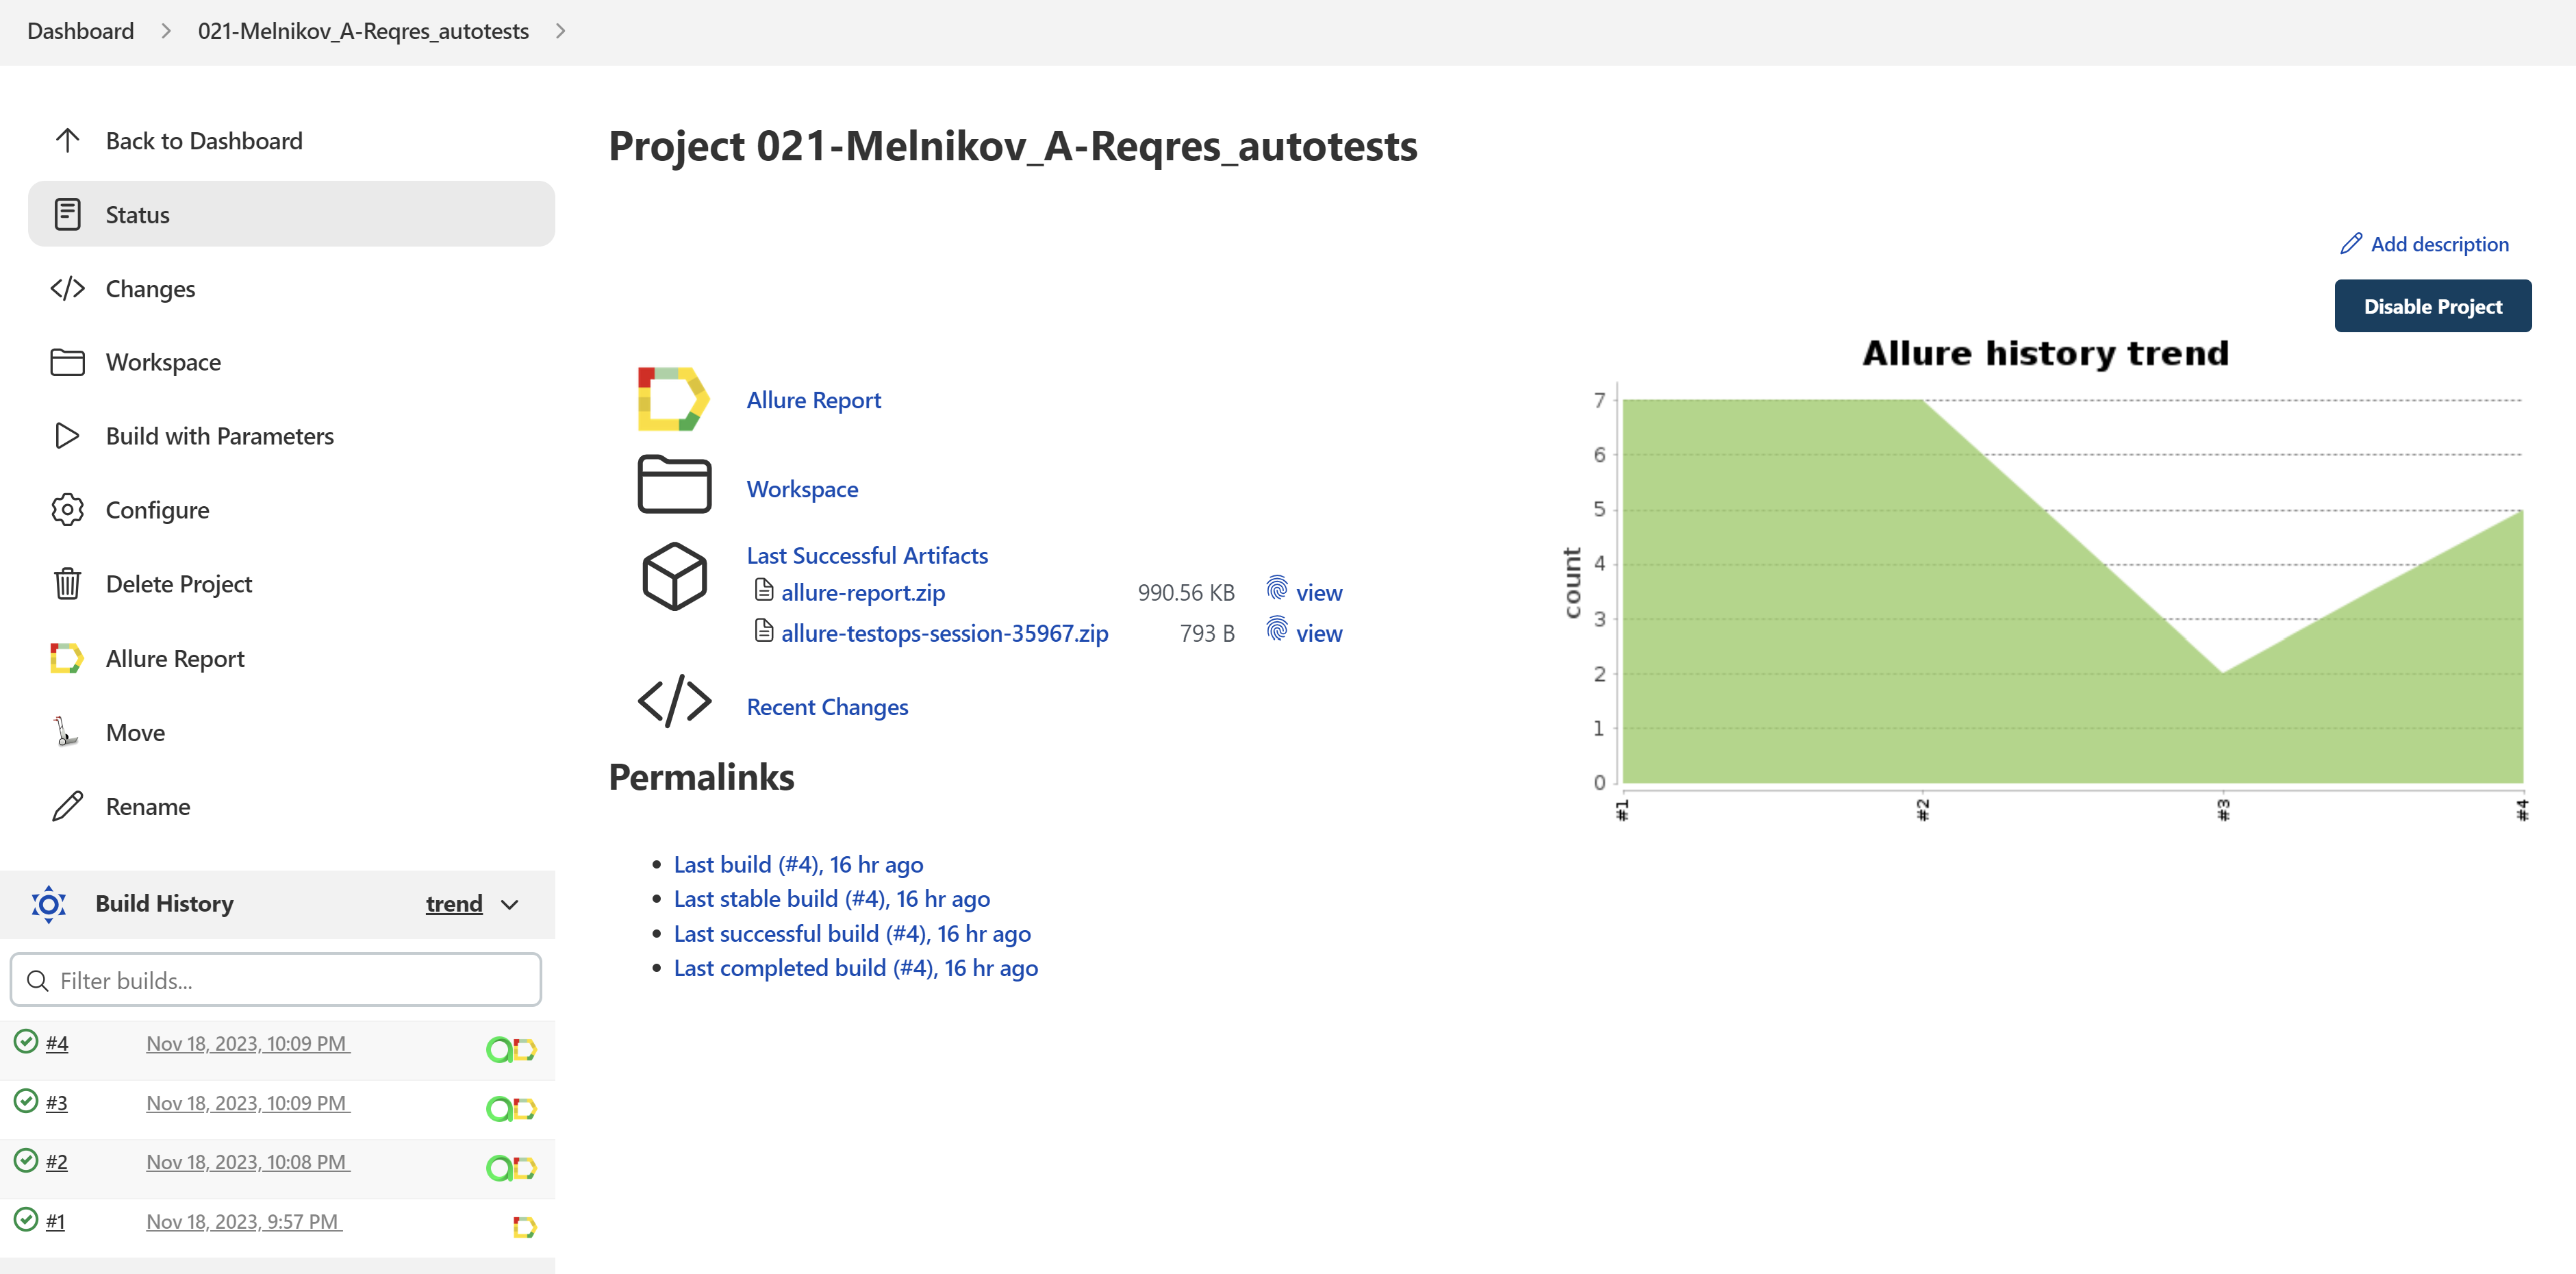 Dashboard
021-Melnikov_A-Reqres_autotests
Back to Dashboard
Status
Changes
Workspace
Build with Parameters
Configure
Delete Project
Allure Report
Move
Rename
Build History
trend
Filter builds...
#4 Nov 18, 2023, 10:09 PM
#3 Nov 18, 2023, 10:09 PM
#2 Nov 18, 2023, 10:08 PM
#1 Nov 18, 2023, 9:57 PM
Project 021-Melnikov_A-Reqres_autotests
Add description
Disable Project
Allure Report
Workspace
Last Successful Artifacts
allure-report.zip 990.56 KB view
allure-testops-session-35967.zip 793 B view
Recent Changes
Permalinks
Last build (#4), 16 hr ago
Last stable build (#4), 16 hr ago
Last successful build (#4), 16 hr ago
Last completed build (#4), 16 hr ago
Allure history trend
count
7
6
5
4
3
2
1
0
#1
#2
#3
#4